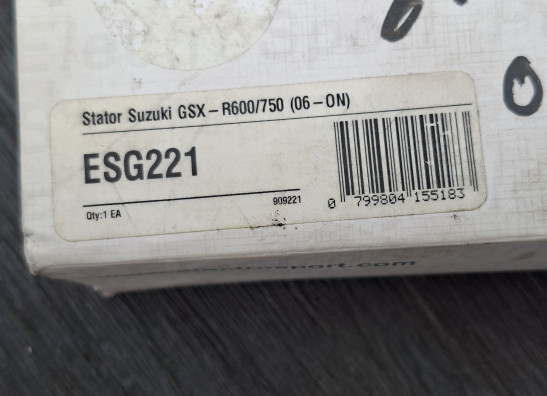 Stator Suzuki GSX-R600/750 (06-ON)
ESG221
Qty:1 EA
909221
0 799804 155183